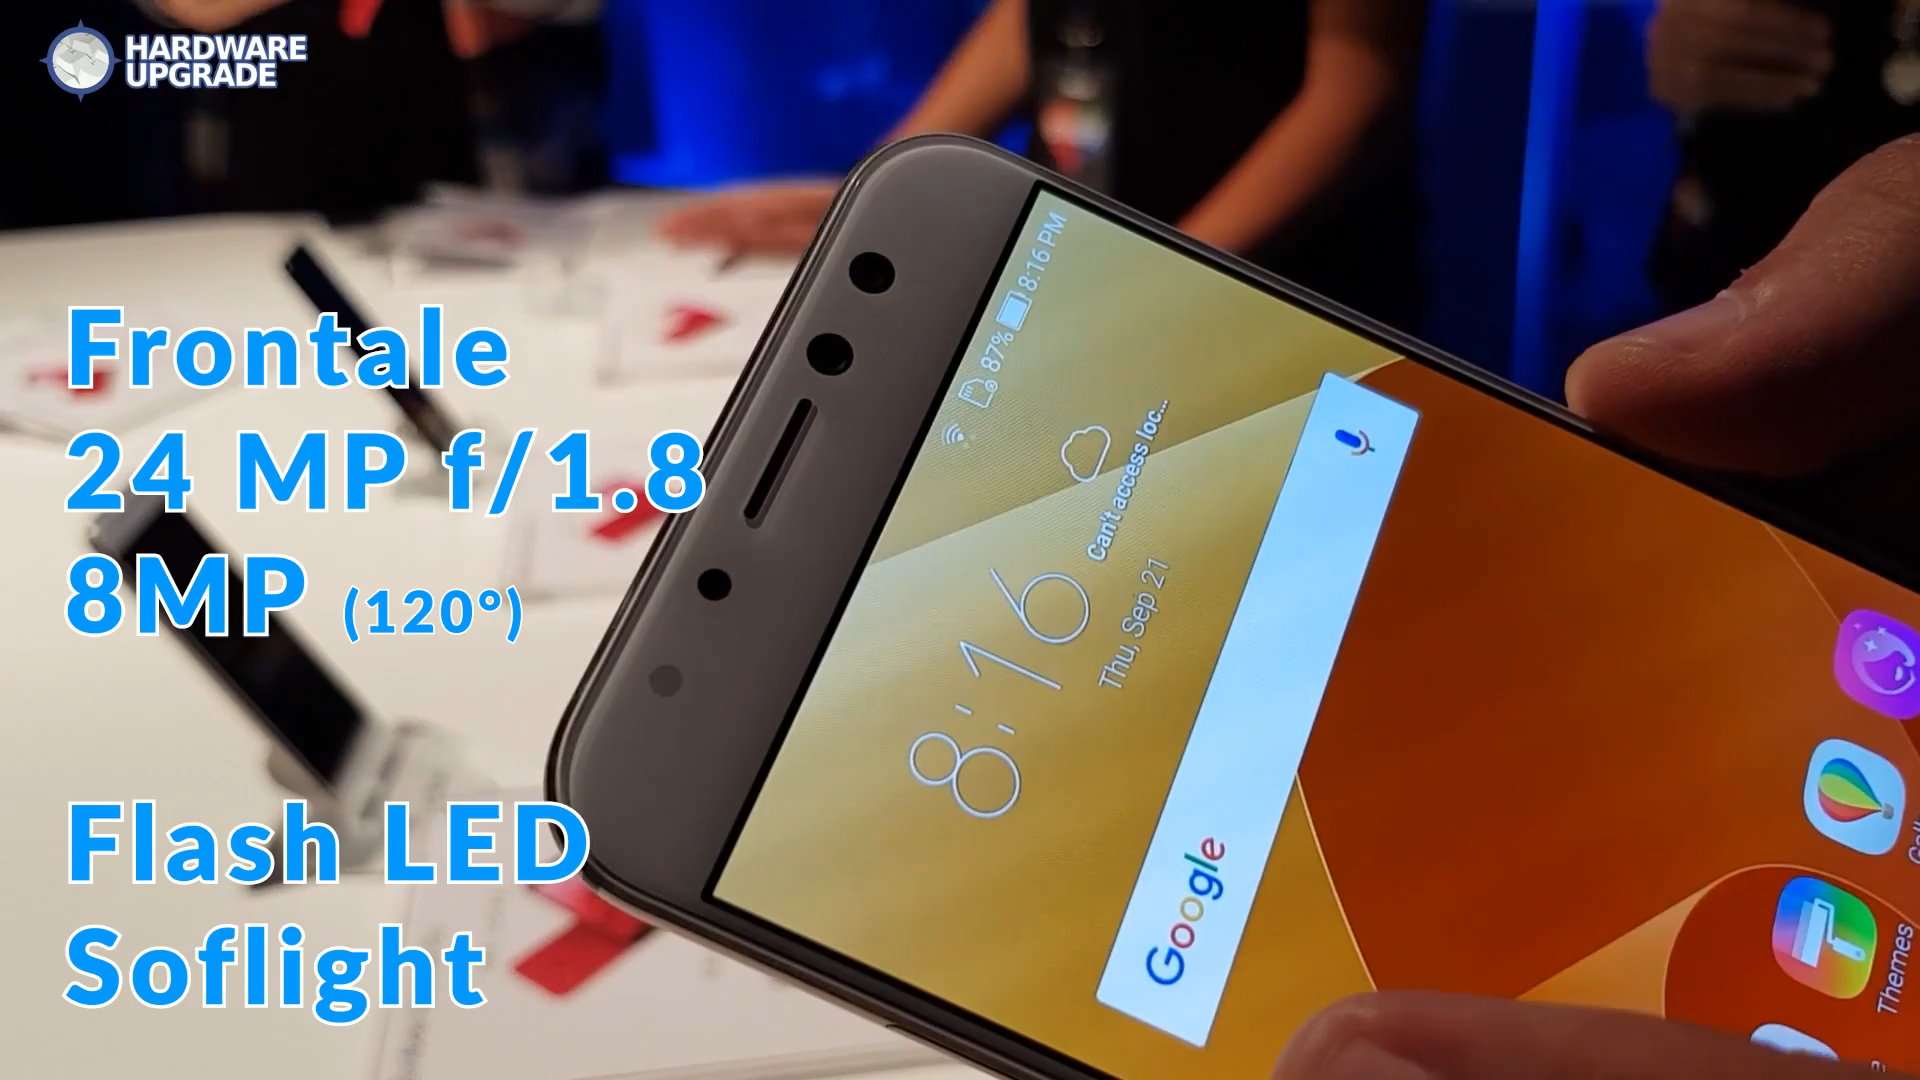 HARDWARE
UPGRADE
Frontale
24 MP f/1.8
8MP (120°)
Flash LED
Soflight
87% 8:16 PM
8:16
Can't access loc...
Thu, Sep 21
Google
Themes